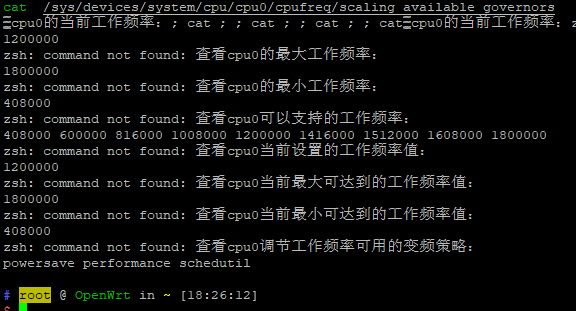 cat /sys/devices/system/cpu/cpu0/cpufreq/scaling_available_governors
cpu0的当前工作频率：; cat ; ; cat ; ; cat ; ; cat cpu0的当前工作频率：
1200000
zsh: command not found: 查看cpu0的最大工作频率：
1800000
zsh: command not found: 查看cpu0的最小工作频率：
408000
zsh: command not found: 查看cpu0可以支持的工作频率：
408000 600000 816000 1008000 1200000 1416000 1512000 1608000 1800000
zsh: command not found: 查看cpu0当前设置的工作频率值：
1200000
zsh: command not found: 查看cpu0当前最大可达到的工作频率值：
1800000
zsh: command not found: 查看cpu0当前最小可达到的工作频率值：
408000
zsh: command not found: 查看cpu0调节工作频率可用的变频策略：
powersave performance schedutil
# root @ OpenWrt in ~ [18:26:12]